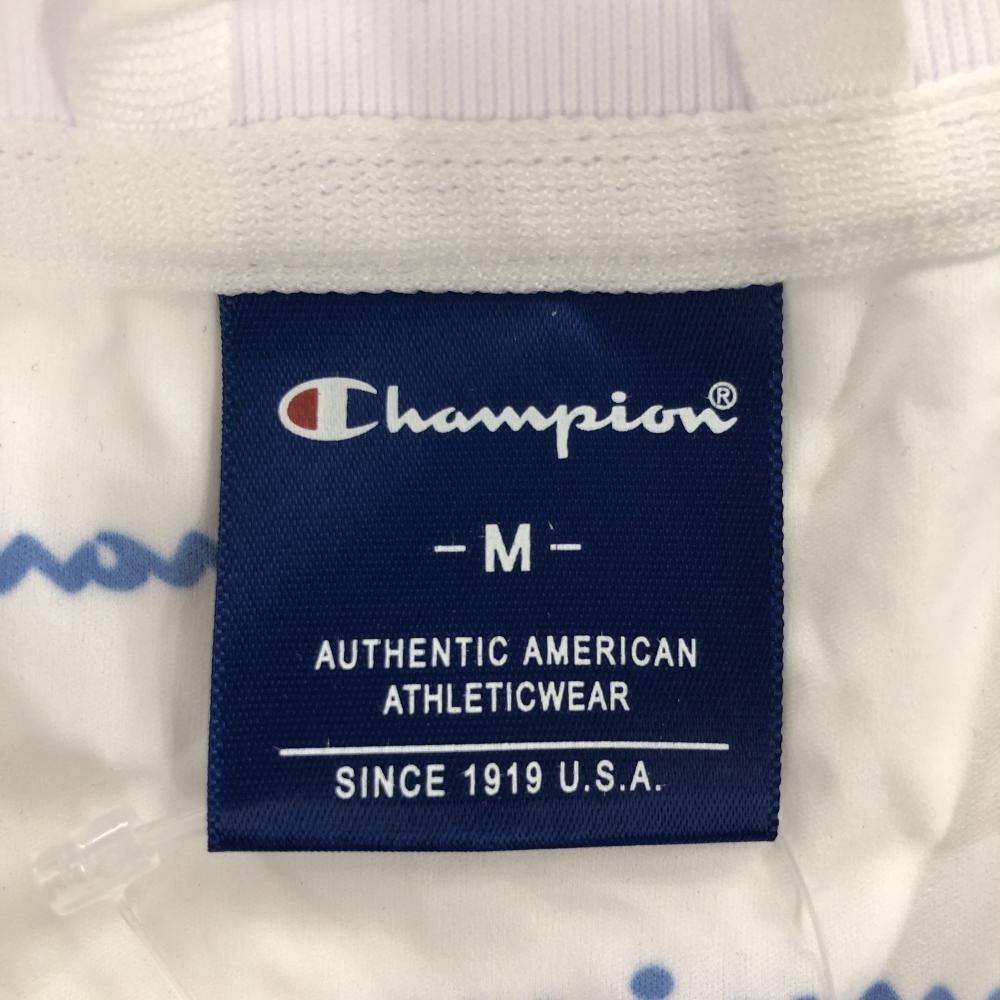 Champion®
- M -
AUTHENTIC AMERICAN
ATHLETICWEAR
SINCE 1919 U.S.A.